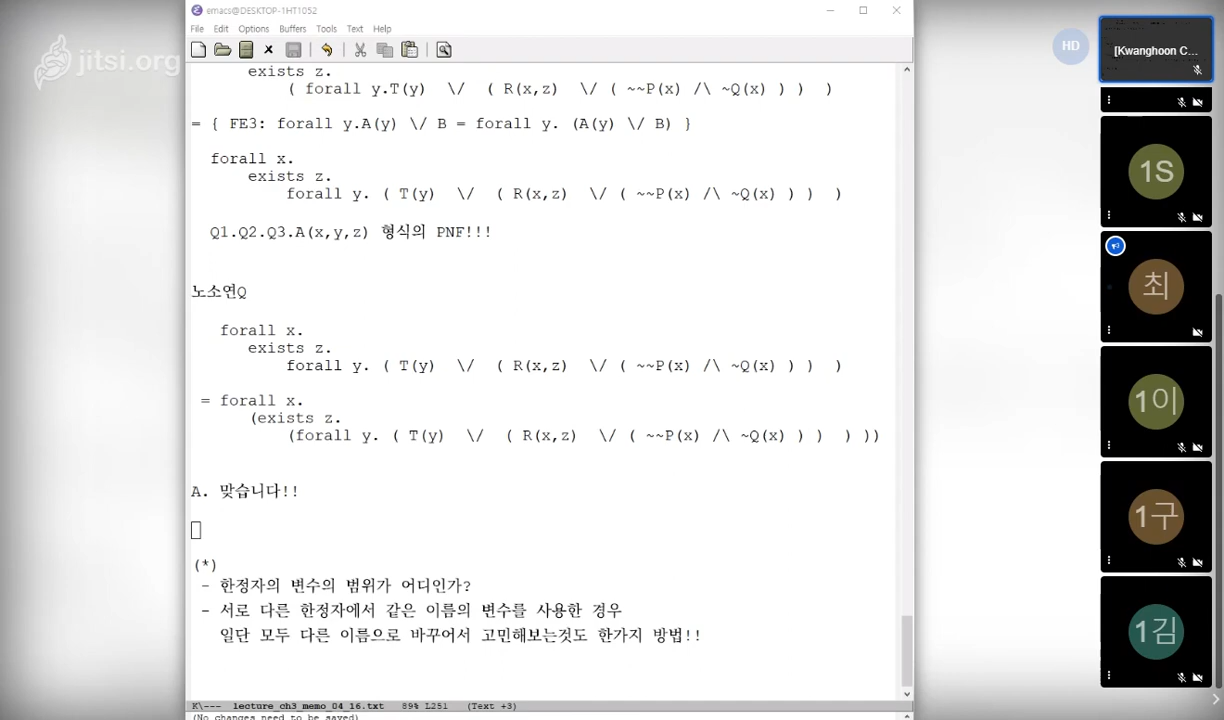 emacs@DESKTOP-1HT1052
File Edit Options Buffers Tools Text Help
jitsi.org
exists z.
( forall y.T(y) \/ ( R(x,z) \/ ( ~~P(x) /\ ~Q(x) ) ) )
= { FE3: forall y.A(y) \/ B = forall y. (A(y) \/ B) }
forall x.
exists z.
forall y. ( T(y) \/ ( R(x,z) \/ ( ~~P(x) /\ ~Q(x) ) ) )
Q1.Q2.Q3.A(x,y,z) 형식의 PNF!!!
노소연Q
forall x.
exists z.
forall y. ( T(y) \/ ( R(x,z) \/ ( ~~P(x) /\ ~Q(x) ) ) )
= forall x.
(exists z.
(forall y. ( T(y) \/ ( R(x,z) \/ ( ~~P(x) /\ ~Q(x) ) ) ) ))
A. 맞습니다!!
(*)
- 한정자의 변수의 범위가 어디인가?
- 서로 다른 한정자에서 같은 이름의 변수를 사용한 경우
일단 모두 다른 이름으로 바꾸어서 고민해보는것도 한가지 방법!!
K\--- lecture_ch3_memo_04_16.txt 89% L251 (Text +3)
(No changes need to be saved)
HD
[Kwanghoon C...
1S
최
1이
1구
1김